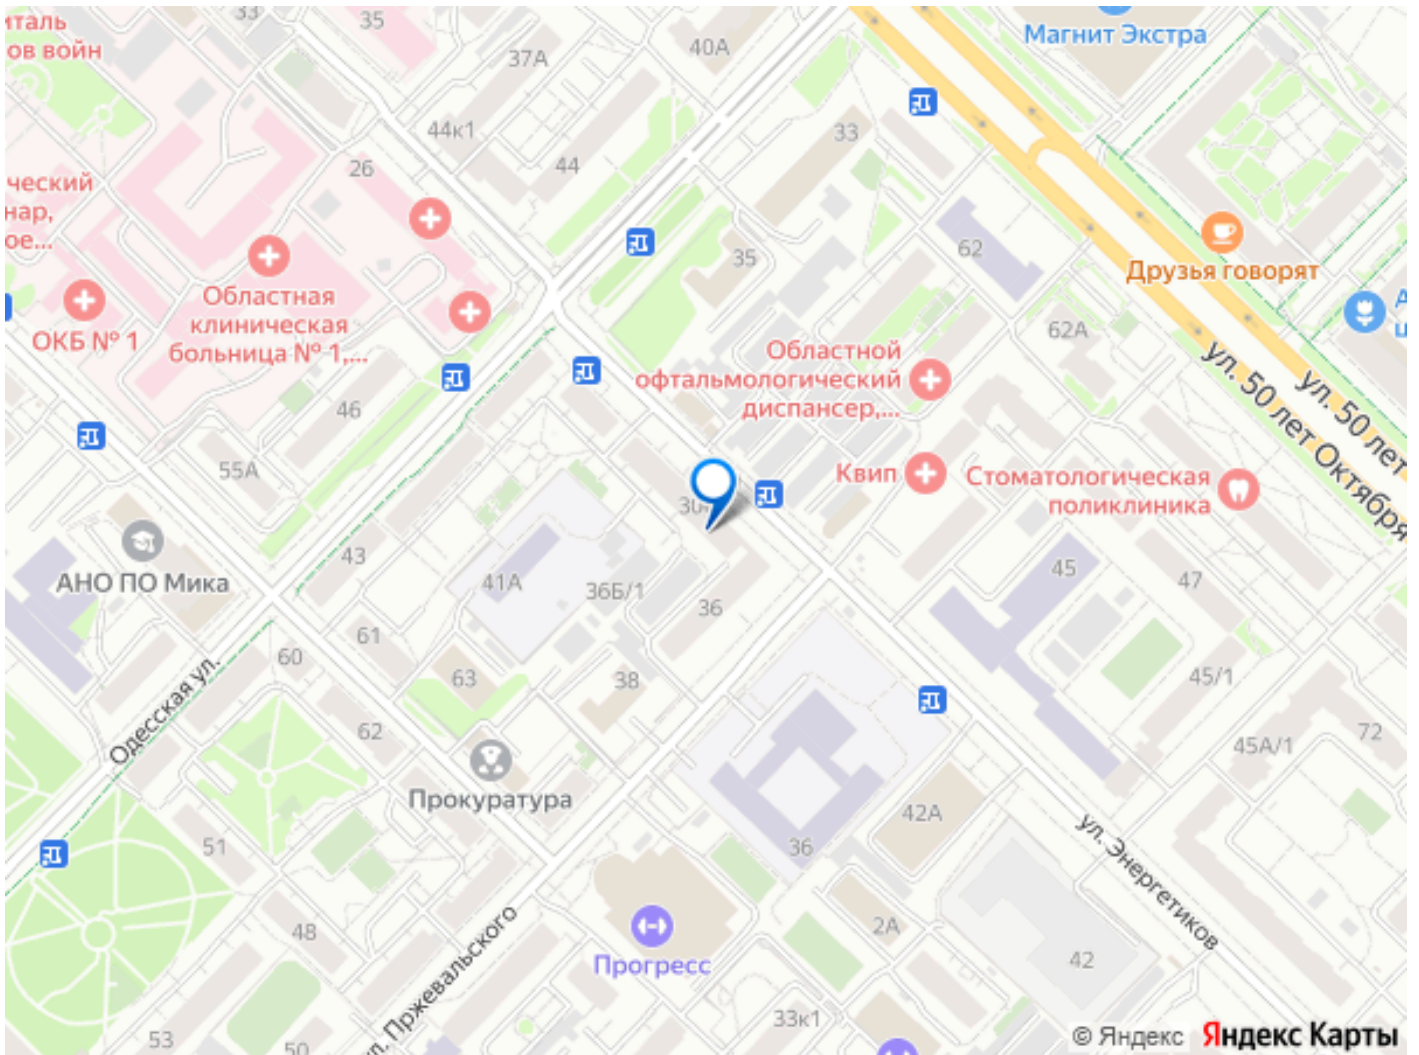 италь
ов войн
33
35
37А
40А
Магнит Экстра
44к1
44
33
26
ческий
нар,
ое...
35
62
Друзья говорят
ОКБ № 1
Областная
клиническая
больница № 1,...
62А
Областной
офтальмологический
диспансер,...
ул. 50 лет Октября
ул. 50 лет
46
55А
Квип
Стоматологическая
поликлиника
АНО ПО Мика
43
41А
36Б/1
36
45
47
61
60
63
38
45/1
Одесская ул.
62
72
45А/1
Прокуратура
42А
51
36
ул. Энергетиков
48
2А
Прогресс
42
ул. Пржевальского
53
50
33к1
© Яндекс Яндекс Карты